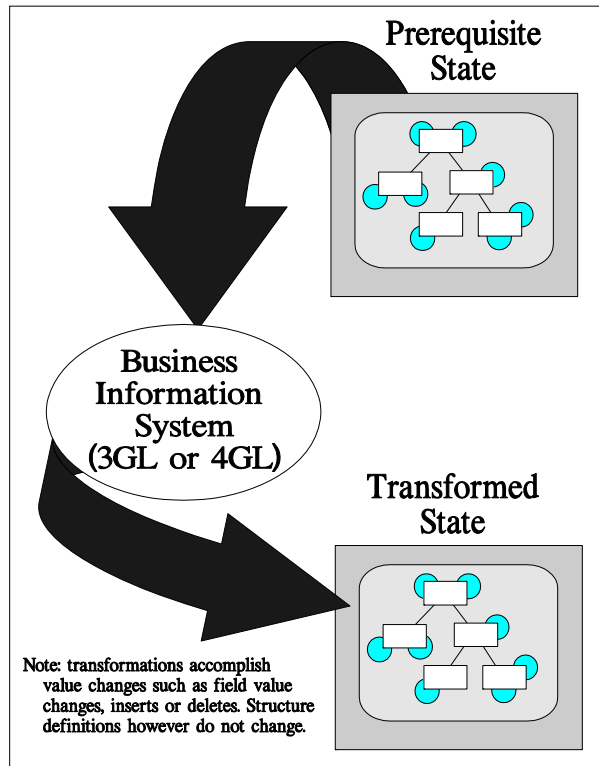 Prerequisite
State
Business
Information
System
(3GL or 4GL)
Transformed
State
Note: transformations accomplish
value changes such as field value
changes, inserts or deletes. Structure
definitions however do not change.